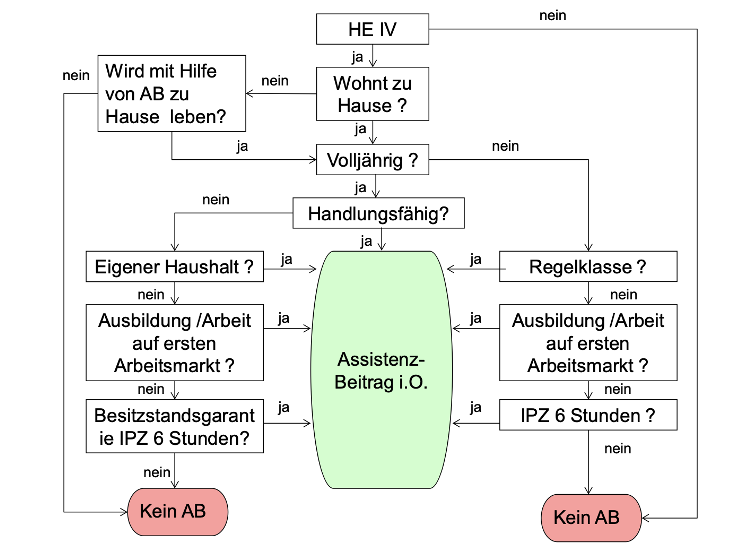 HE IV
nein
ja
nein
Wird mit Hilfe
von AB zu
Hause leben?
nein
Wohnt zu
Hause ?
ja
ja
Volljährig ?
nein
ja
nein
Handlungsfähig?
ja
Eigener Haushalt ?
ja
ja
Regelklasse ?
nein
nein
Ausbildung /Arbeit
auf ersten
Arbeitsmarkt ?
ja
Assistenz-
Beitrag i.O.
ja
Ausbildung /Arbeit
auf ersten
Arbeitsmarkt ?
nein
nein
Besitzstandsgarant
ie IPZ 6 Stunden?
ja
ja
IPZ 6 Stunden ?
nein
nein
Kein AB
Kein AB